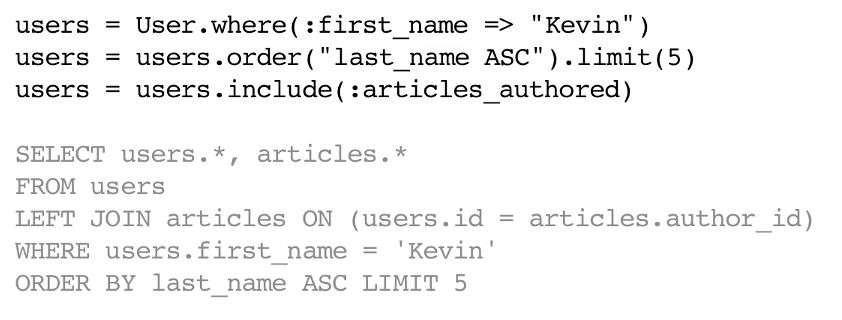 users = User.where(:first_name => "Kevin")
users = users.order("last_name ASC").limit(5)
users = users.include(:articles_authored)
SELECT users.*, articles.*
FROM users
LEFT JOIN articles ON (users.id = articles.author_id)
WHERE users.first_name = 'Kevin'
ORDER BY last_name ASC LIMIT 5